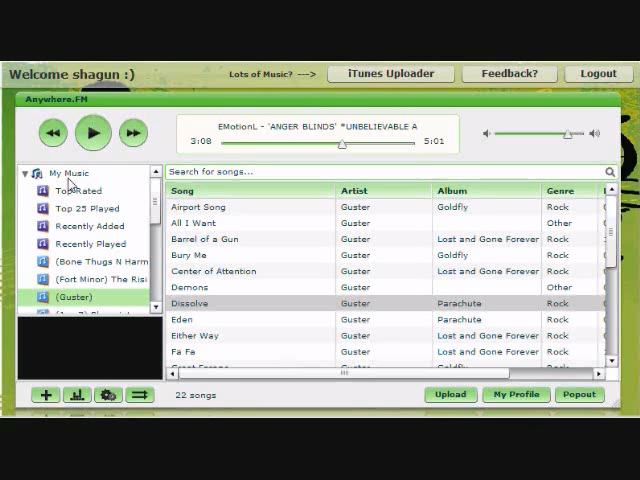 Welcome shagun :)
Lots of Music? --->
iTunes Uploader
Feedback?
Logout
Anywhere.FM
EMotionL - 'ANGER BLINDS' *UNBELIEVABLE A
3:08
5:01
My Music
Top Rated
Top 25 Played
Recently Added
Recently Played
(Bone Thugs N Harm
(Fort Minor) The Risi
(Guster)
Search for songs...
Song Artist Album Genre
Airport Song Guster Goldfly Rock
All I Want Guster Other
Barrel of a Gun Guster Lost and Gone Forever Rock
Bury Me Guster Goldfly Rock
Center of Attention Guster Lost and Gone Forever Rock
Demons Guster Other
Dissolve Guster Parachute Rock
Eden Guster Parachute Rock
Either Way Guster Lost and Gone Forever Rock
Fa Fa Guster Lost and Gone Forever Rock
22 songs
Upload
My Profile
Popout